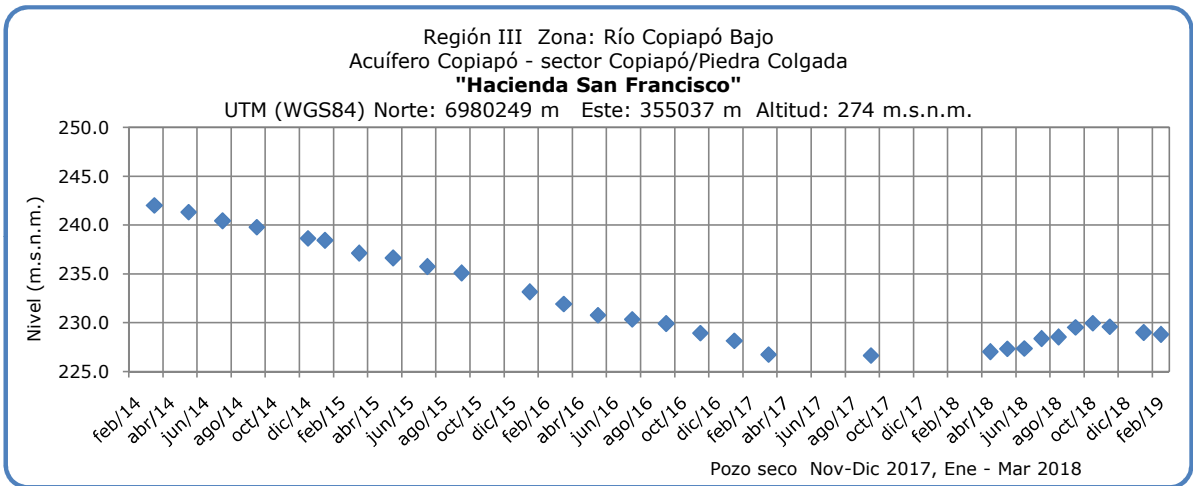 Región III Zona: Río Copiapó Bajo
Acuífero Copiapó - sector Copiapó/Piedra Colgada
"Hacienda San Francisco"
UTM (WGS84) Norte: 6980249 m Este: 355037 m Altitud: 274 m.s.n.m.
Nivel (m.s.n.m.)
250.0
245.0
240.0
235.0
230.0
225.0
feb/14
abr/14
jun/14
ago/14
oct/14
dic/14
feb/15
abr/15
jun/15
ago/15
oct/15
dic/15
feb/16
abr/16
jun/16
ago/16
oct/16
dic/16
feb/17
abr/17
jun/17
ago/17
oct/17
dic/17
feb/18
abr/18
jun/18
ago/18
oct/18
dic/18
feb/19
Pozo seco Nov-Dic 2017, Ene - Mar 2018